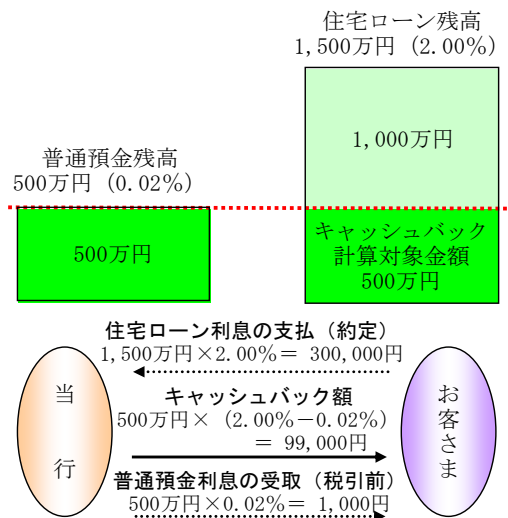 住宅ローン残高
1,500万円（2.00%）
1,000万円
普通預金残高
500万円（0.02%）
500万円
キャッシュバック
計算対象金額
500万円
住宅ローン利息の支払（約定）
1,500万円×2.00%＝ 300,000円
当行
お客さま
キャッシュバック額
500万円×（2.00%－0.02%）
＝ 99,000円
普通預金利息の受取（税引前）
500万円×0.02%＝ 1,000円